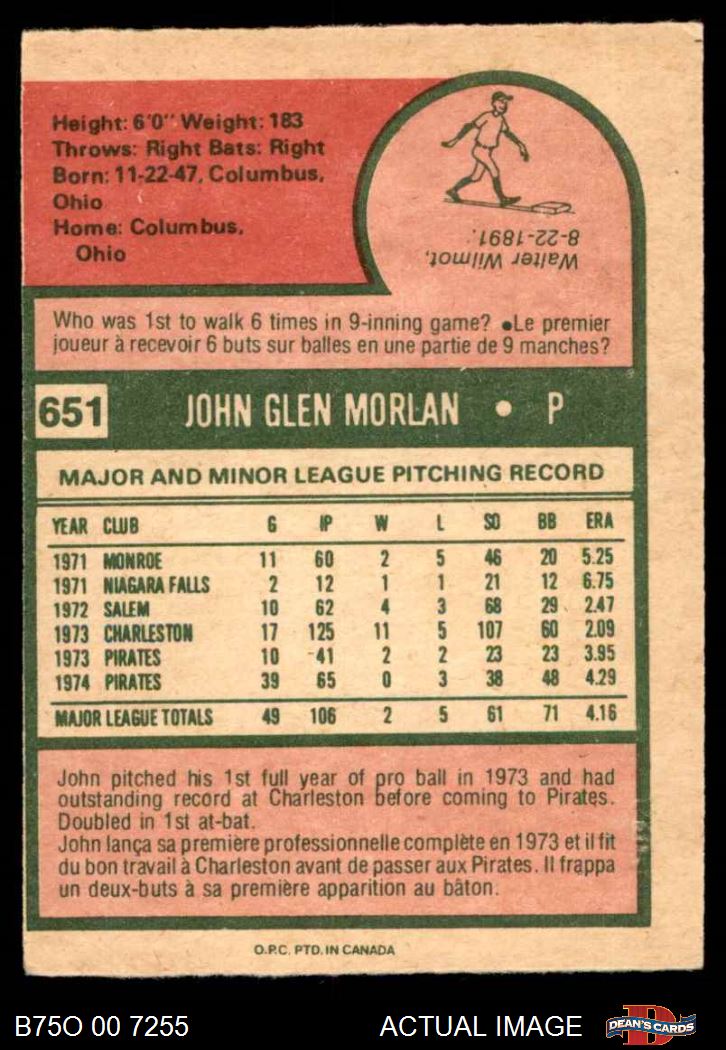 Height: 6'0" Weight: 183
Throws: Right Bats: Right
Born: 11-22-47, Columbus,
Ohio
Home: Columbus,
Ohio
Walter Wilmot,
8-22-1891.
Who was 1st to walk 6 times in 9-inning game? •Le premier
joueur à recevoir 6 buts sur balles en une partie de 9 manches?
651 JOHN GLEN MORLAN • P
MAJOR AND MINOR LEAGUE PITCHING RECORD
YEAR CLUB G IP W L SO BB ERA
1971 MONROE 11 60 2 5 46 20 5.25
1971 NIAGARA FALLS 2 12 1 1 21 12 6.75
1972 SALEM 10 62 4 3 68 29 2.47
1973 CHARLESTON 17 125 11 5 107 60 2.09
1973 PIRATES 10 41 2 2 23 23 3.95
1974 PIRATES 39 65 0 3 38 48 4.29
MAJOR LEAGUE TOTALS 49 106 2 5 61 71 4.16
John pitched his 1st full year of pro ball in 1973 and had
outstanding record at Charleston before coming to Pirates.
Doubled in 1st at-bat.
John lança sa première professionnelle complète en 1973 et il fit
du bon travail à Charleston avant de passer aux Pirates. Il frappa
un deux-buts à sa première apparition au bâton.
O.P.C. PTD. IN CANADA
B75O 00 7255 ACTUAL IMAGE DEAN'S CARDS